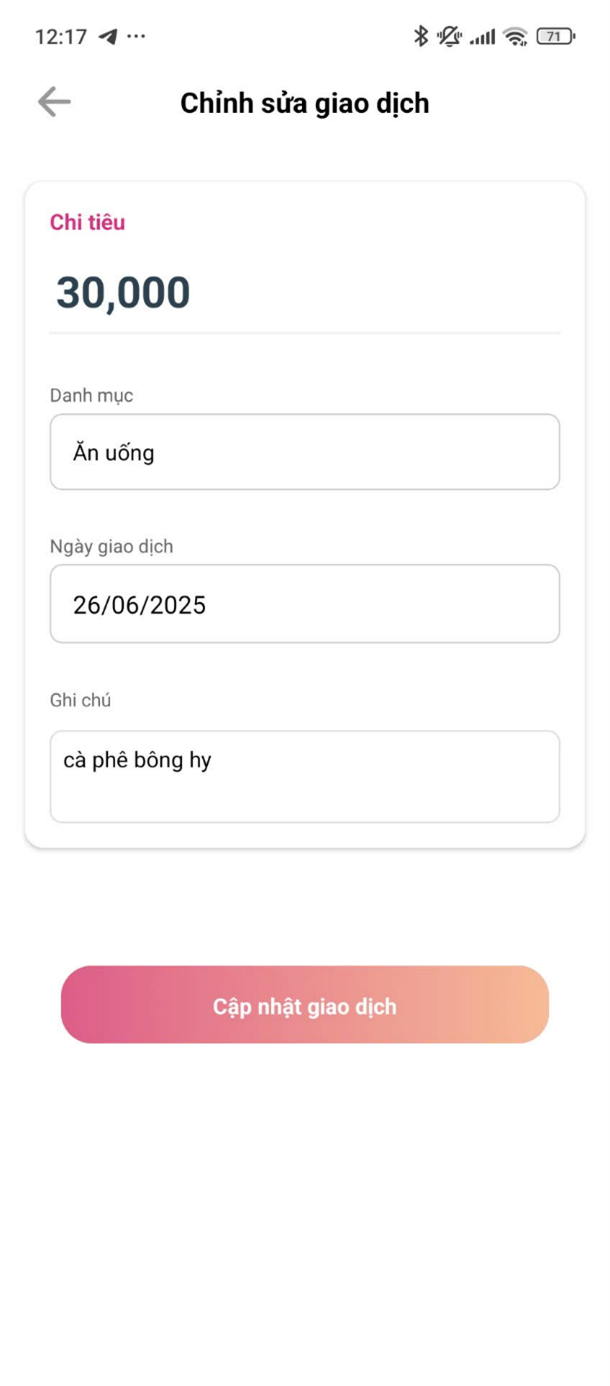 12:17
71
Chỉnh sửa giao dịch
Chi tiêu
30,000
Danh mục
Ăn uống
Ngày giao dịch
26/06/2025
Ghi chú
cà phê bông hy
Cập nhật giao dịch